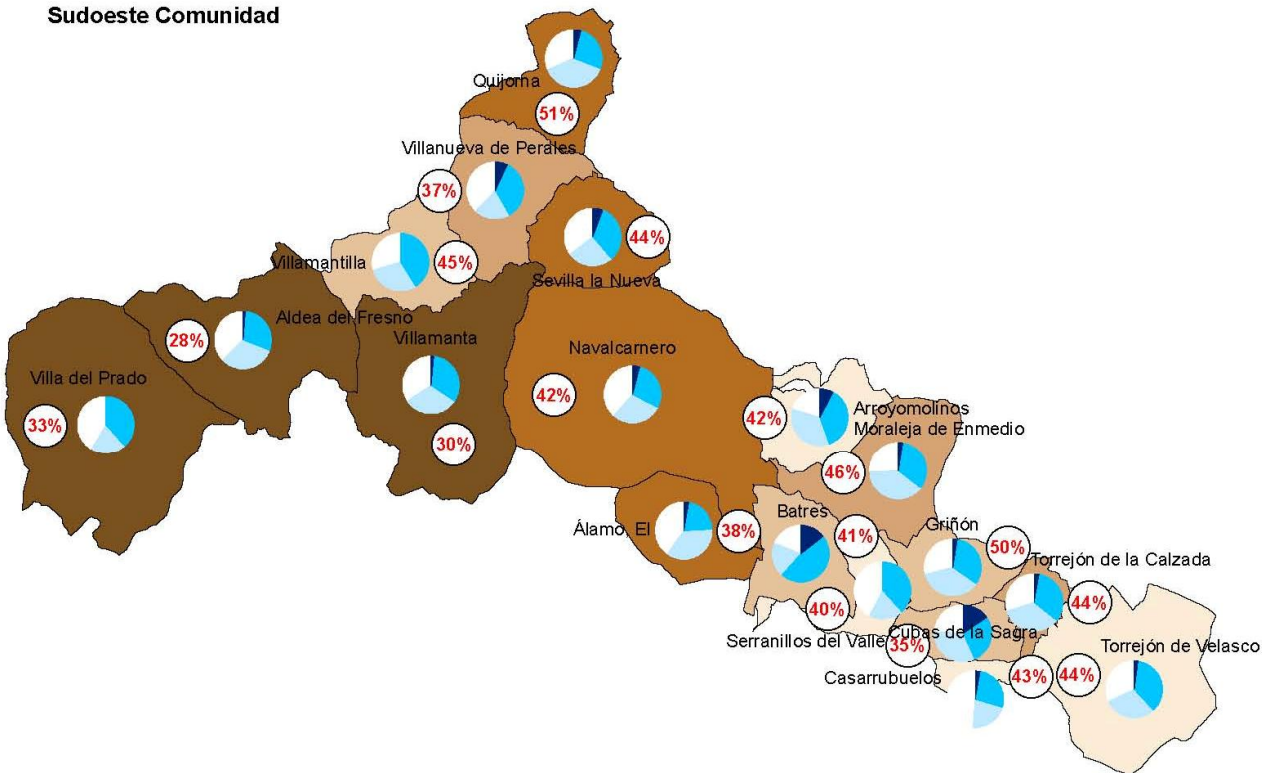 Sudoeste Comunidad
Quijorna
51%
Villanueva de Perales
37%
44%
Villamantilla
45%
Sevilla la Nueva
Aldea del Fresno
28%
Villamanta
Navalcarnero
Villa del Prado
42%
42%
Arroyomolinos
Moraleja de Enmedio
33%
30%
46%
Álamo, El
38%
Batres
41%
Griñón
50%
Torrejón de la Calzada
40%
44%
Serranillos del Valle
Cubas de la Sagra
35%
Torrejón de Velasco
Casarrubuelos
43%
44%